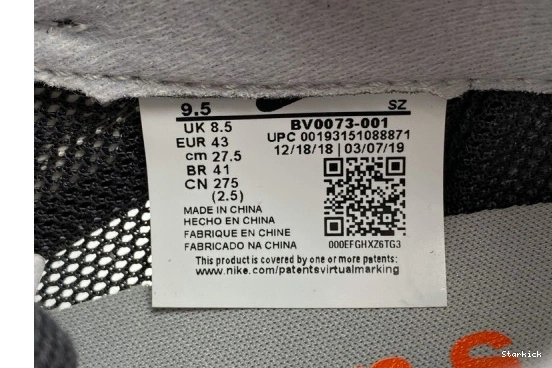 9.5 SZ
UK 8.5 BV0073-001
EUR 43 UPC 00193151088871
cm 27.5 12/18/18 | 03/07/19
BR 41
CN 275
(2.5)
MADE IN CHINA
HECHO EN CHINA
FABRIQUE EN CHINE
FABRICADO NA CHINA 000EFGHXZ6TG3
This product is covered by one or more patents:
www.nike.com/patentsvirtualmarking
S
Starkick